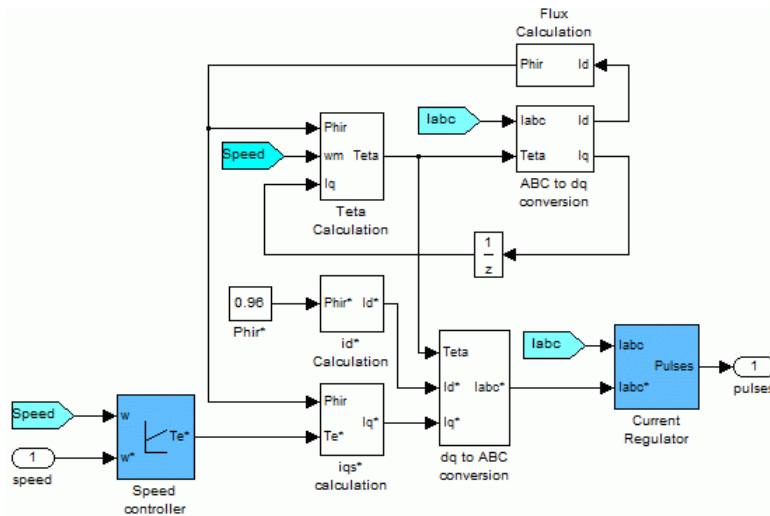 Flux
Calculation
Phir Id
Iabc
Iabc Id
Phir
Speed
wm Teta
Teta Iq
Iq
ABC to dq
conversion
Teta
Calculation
1
z
0.96
Phir* Id*
Phir*
id*
Calculation
Iabc
Teta
Iabc
Pulses
1
Id* Iabc*
Iabc*
pulses
Phir
Speed
w
Iq*
Iq*
Te*
Te*
Current
Regulator
1
w*
dq to ABC
conversion
speed
iqs*
calculation
Speed
controller